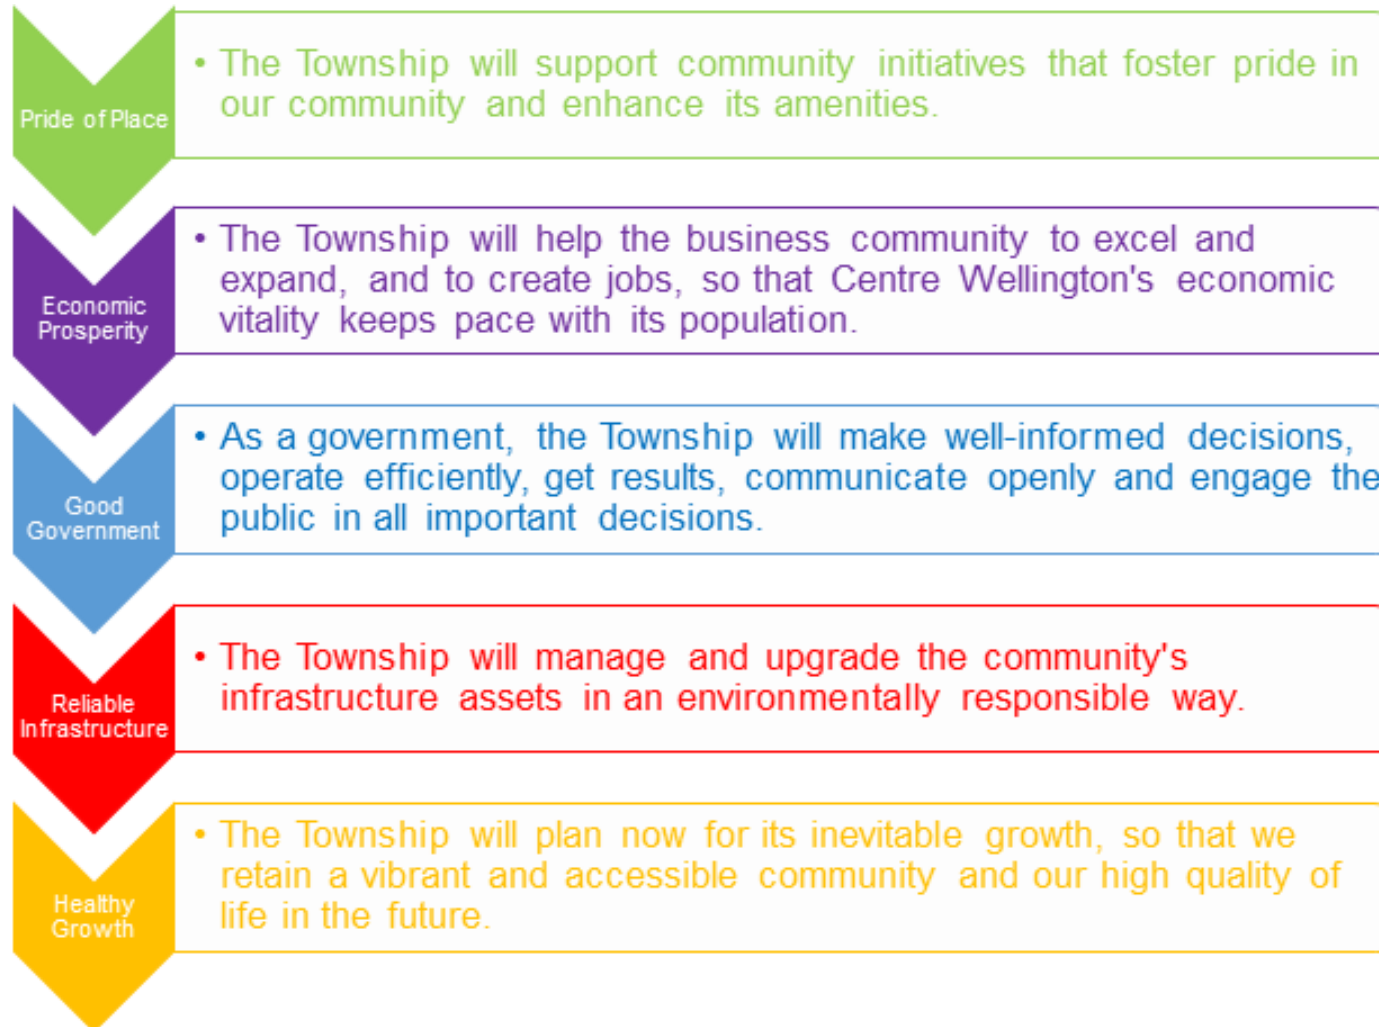 Pride of Place
• The Township will support community initiatives that foster pride in
our community and enhance its amenities.
Economic
Prosperity
• The Township will help the business community to excel and
expand, and to create jobs, so that Centre Wellington's economic
vitality keeps pace with its population.
Good
Government
• As a government, the Township will make well-informed decisions,
operate efficiently, get results, communicate openly and engage the
public in all important decisions.
Reliable
Infrastructure
• The Township will manage and upgrade the community's
infrastructure assets in an environmentally responsible way.
Healthy
Growth
• The Township will plan now for its inevitable growth, so that we
retain a vibrant and accessible community and our high quality of
life in the future.